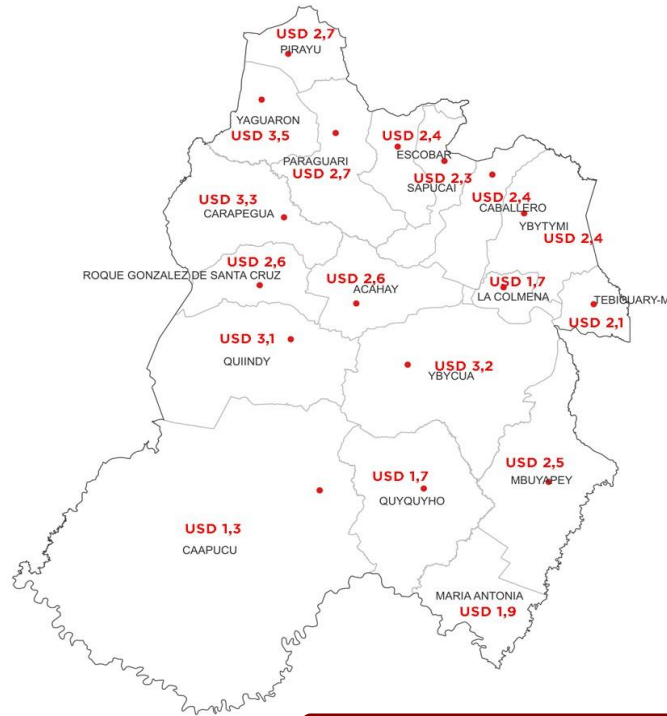 USD 2,7
PIRAYU
YAGUARON
USD 3,5
PARAGUARI
USD 2,7
USD 2,4
ESCOBAR
USD 2,3
SAPUCAI
USD 2,4
CABALLERO
YBYTYMI
USD 2,4
USD 3,3
CARAPEGUA
USD 2,6
ROQUE GONZALEZ DE SANTA CRUZ
USD 2,6
ACAHAY
USD 1,7
LA COLMENA
TEBICUARY-M
USD 2,1
USD 3,1
QUIINDY
USD 3,2
YBYCUA
USD 2,5
MBUYAPEY
USD 1,7
QUYQUYHO
USD 1,3
CAAPUCU
MARIA ANTONIA
USD 1,9